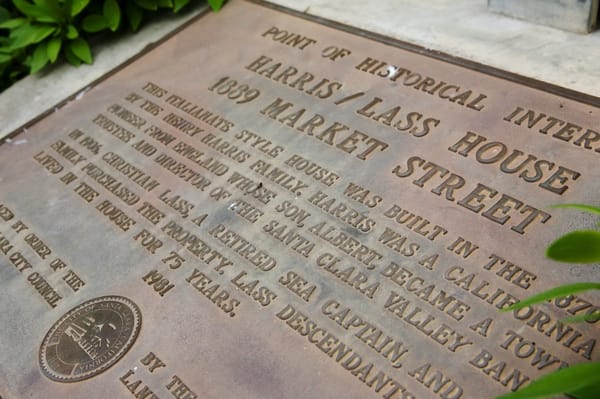 POINT OF HISTORICAL INTER
HARRIS/LASS HOUSE
1889 MARKET STREET
THE ITALIANATE STYLE HOUSE WAS BUILT IN THE 1870
BY THE HENRY HARRIS FAMILY. HARRIS WAS A CALIFORNIA
PIONEER FROM ENGLAND WHOSE SON, ALBERT, BECAME A TOWN
TRUSTEE AND DIRECTOR OF THE SANTA CLARA VALLEY BAN
IN 1906, CHRISTIAN LASS, A RETIRED SEA CAPTAIN, AND
FAMILY PURCHASED THE PROPERTY. LASS DESCENDANTS
LIVED IN THE HOUSE FOR 75 YEARS.
1981
BY ORDER OF THE
CITY COUNCIL
BY THE